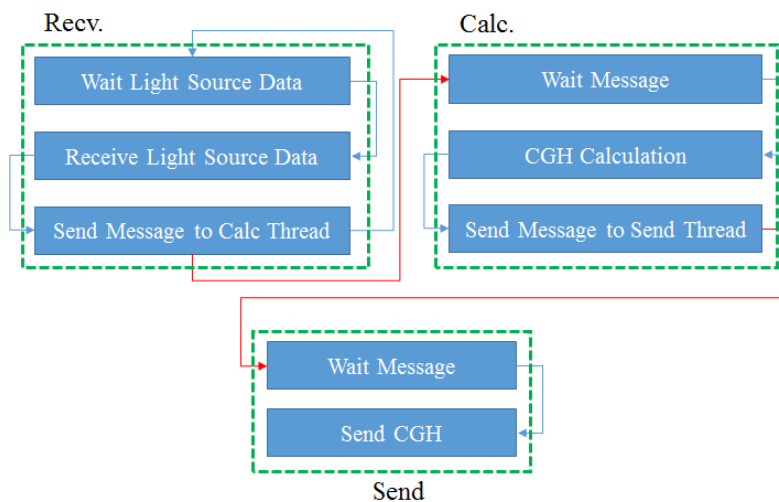 Recv.
Wait Light Source Data
Receive Light Source Data
Send Message to Calc Thread
Calc.
Wait Message
CGH Calculation
Send Message to Send Thread
Wait Message
Send CGH
Send